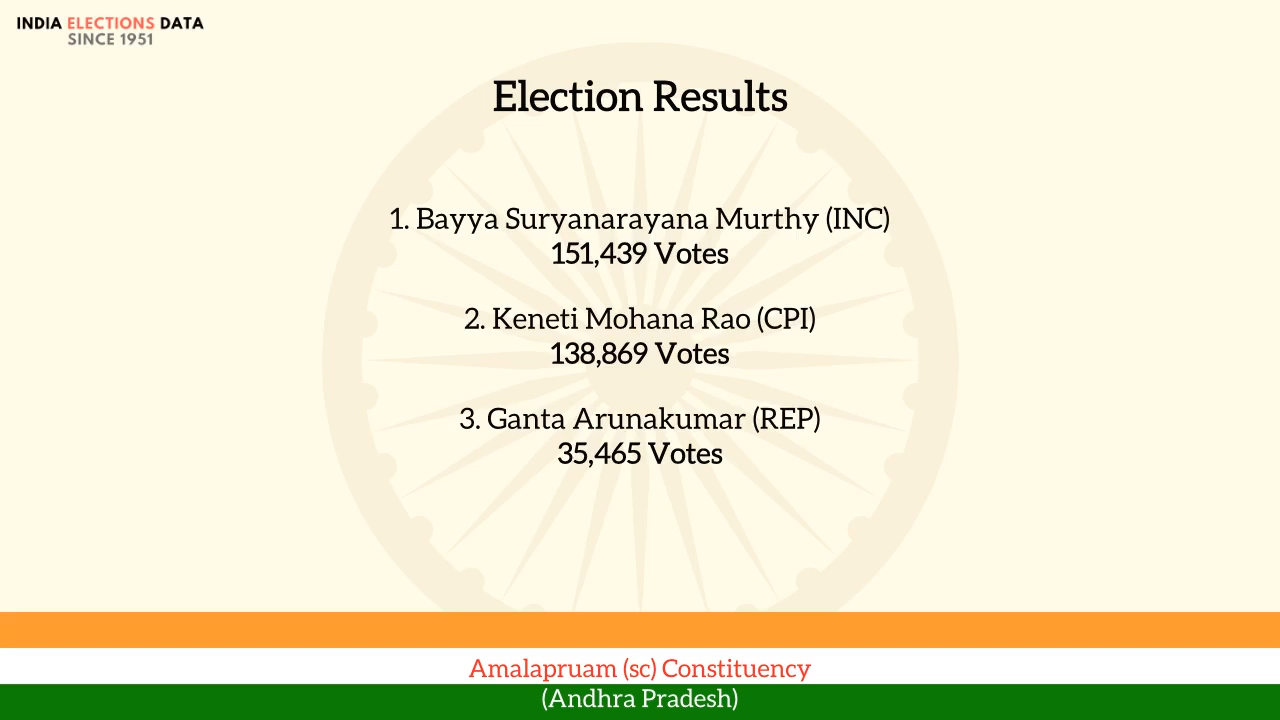 INDIA ELECTIONS DATA
SINCE 1951
Election Results
1. Bayya Suryanarayana Murthy (INC)
151,439 Votes
2. Keneti Mohana Rao (CPI)
138,869 Votes
3. Ganta Arunakumar (REP)
35,465 Votes
Amalapruam (sc) Constituency
(Andhra Pradesh)